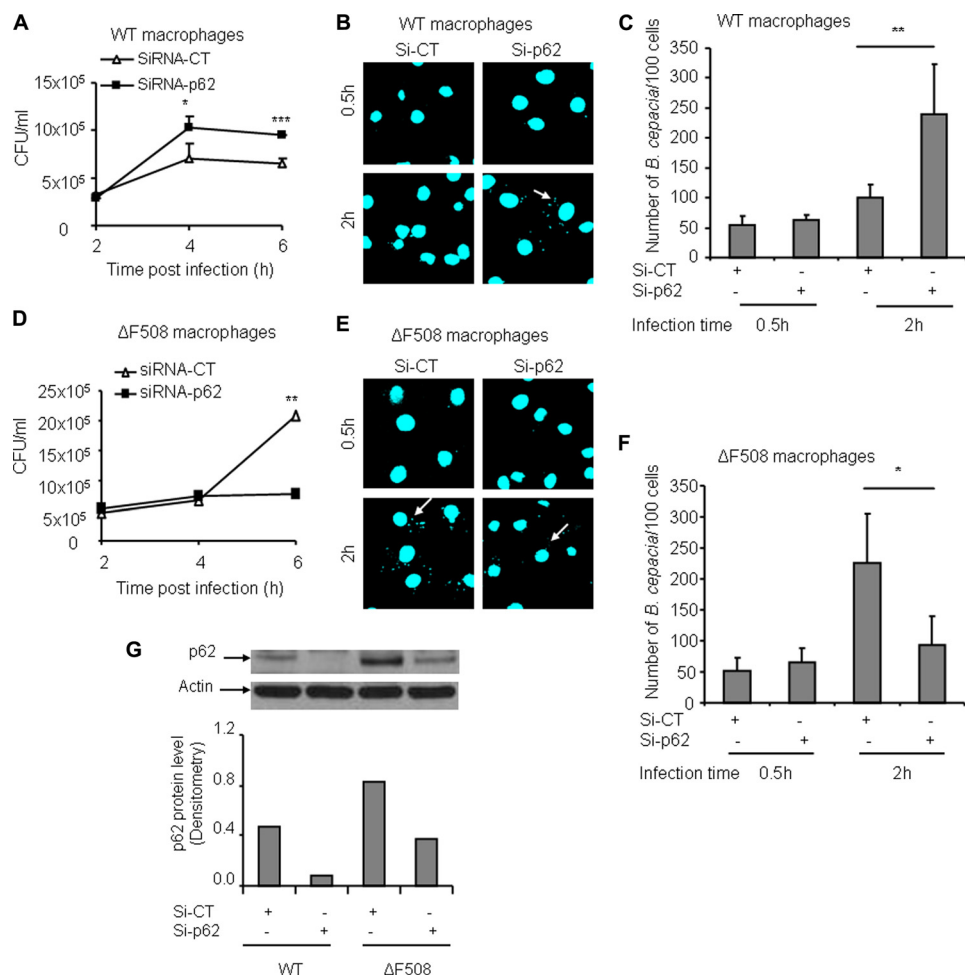 A
WT macrophages
SiRNA-CT
SiRNA-p62
CFU/ml
15x10⁵
10x10⁵
5x10⁵
0
*
***
2 4 6
Time post infection (h)
B
WT macrophages
Si-CT Si-p62
0.5h
2h
C
WT macrophages
Number of B. cepacia/100 cells
350
300
250
200
150
100
50
0
**
Si-CT + - + -
Si-p62 - + - +
Infection time 0.5h 2h
D
ΔF508 macrophages
siRNA-CT
siRNA-p62
CFU/ml
25x10⁵
20x10⁵
15x10⁵
10x10⁵
5x10⁵
0
**
2 4 6
Time post infection (h)
E
ΔF508 macrophages
Si-CT Si-p62
0.5h
2h
F
ΔF508 macrophages
Number of B. cepacia/100 cells
350
300
250
200
150
100
50
0
*
Si-CT + - + -
Si-p62 - + - +
Infection time 0.5h 2h
G
p62
Actin
p62 protein level
(Densitometry)
1.2
0.8
0.4
0.0
Si-CT + - + -
Si-p62 - + - +
WT ΔF508